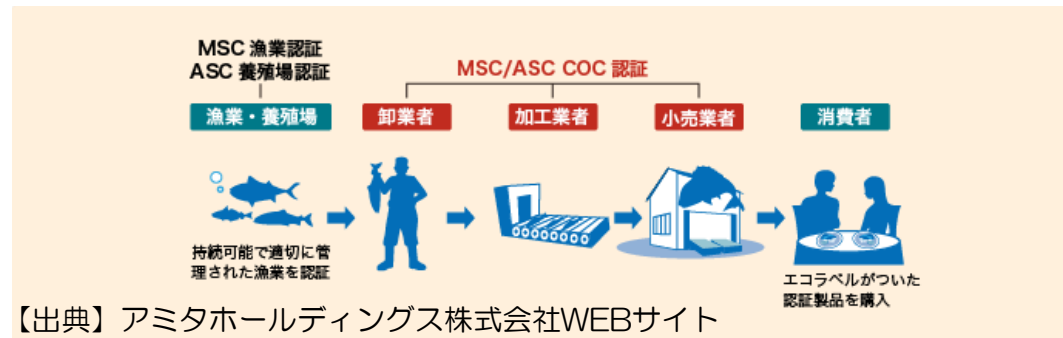 MSC 漁業認証
ASC 養殖場認証
MSC/ASC COC 認証
漁業・養殖場
卸業者
加工業者
小売業者
消費者
持続可能で適切に管
理された漁業を認証
エコラベルがついた
認証製品を購入
【出典】アミタホールディングス株式会社WEBサイト